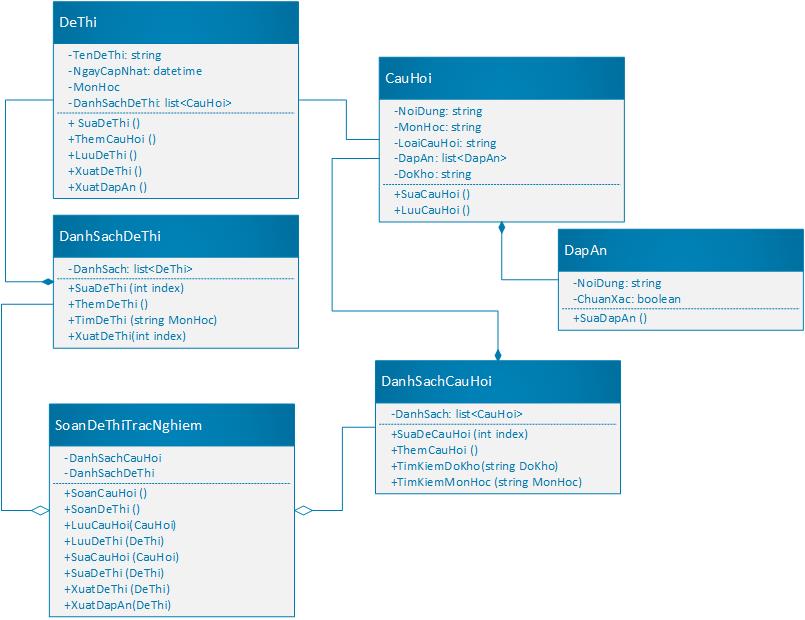 DeThi
-TenDeThi: string
-NgayCapNhat: datetime
-MonHoc
-DanhSachDeThi: list<CauHoi>
+ SuaDeThi ()
+ThemCauHoi ()
+LuuDeThi ()
+XuatDeThi ()
+XuatDapAn ()
CauHoi
-NoiDung: string
-MonHoc: string
-LoaiCauHoi: string
-DapAn: list<DapAn>
-DoKho: string
+SuaCauHoi ()
+LuuCauHoi ()
DanhSachDeThi
-DanhSach: list<DeThi>
+SuaDeThi (int index)
+ThemDeThi ()
+TimDeThi (string MonHoc)
+XuatDeThi(int index)
DapAn
-NoiDung: string
-ChuanXac: boolean
+SuaDapAn ()
DanhSachCauHoi
-DanhSach: list<CauHoi>
+SuaDeCauHoi (int index)
+ThemCauHoi ()
+TimKiemDoKho(string DoKho)
+TimKiemMonHoc (string MonHoc)
SoanDeThiTracNghiem
-DanhSachCauHoi
-DanhSachDeThi
+SoanCauHoi ()
+SoanDeThi ()
+LuuCauHoi(CauHoi)
+LuuDeThi (DeThi)
+SuaCauHoi (CauHoi)
+SuaDeThi (DeThi)
+XuatDeThi (DeThi)
+XuatDapAn(DeThi)